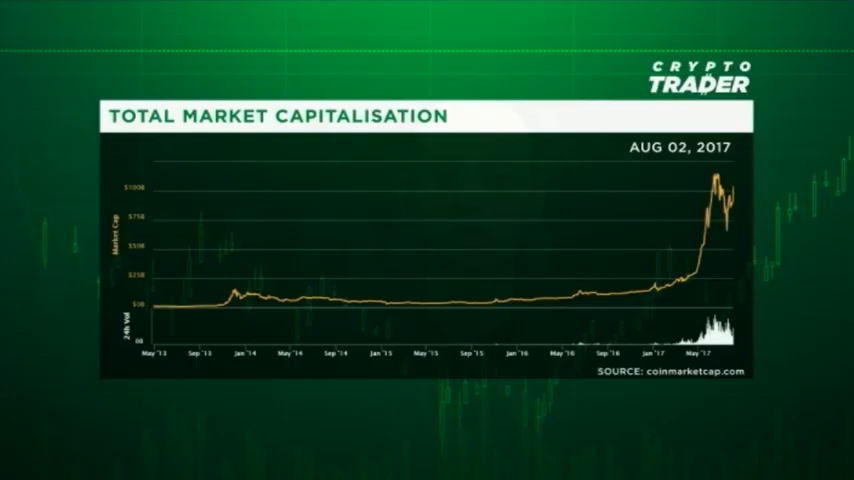 CRYPTO
TRADER
TOTAL MARKET CAPITALISATION
AUG 02, 2017
Market Cap
$100B
$75B
$50B
$25B
$0B
24h Vol
0B
May '13 Sep '13 Jan '14 May '14 Sep '14 Jan '15 May '15 Sep '15 Jan '16 May '16 Sep '16 Jan '17 May '17
SOURCE: coinmarketcap.com